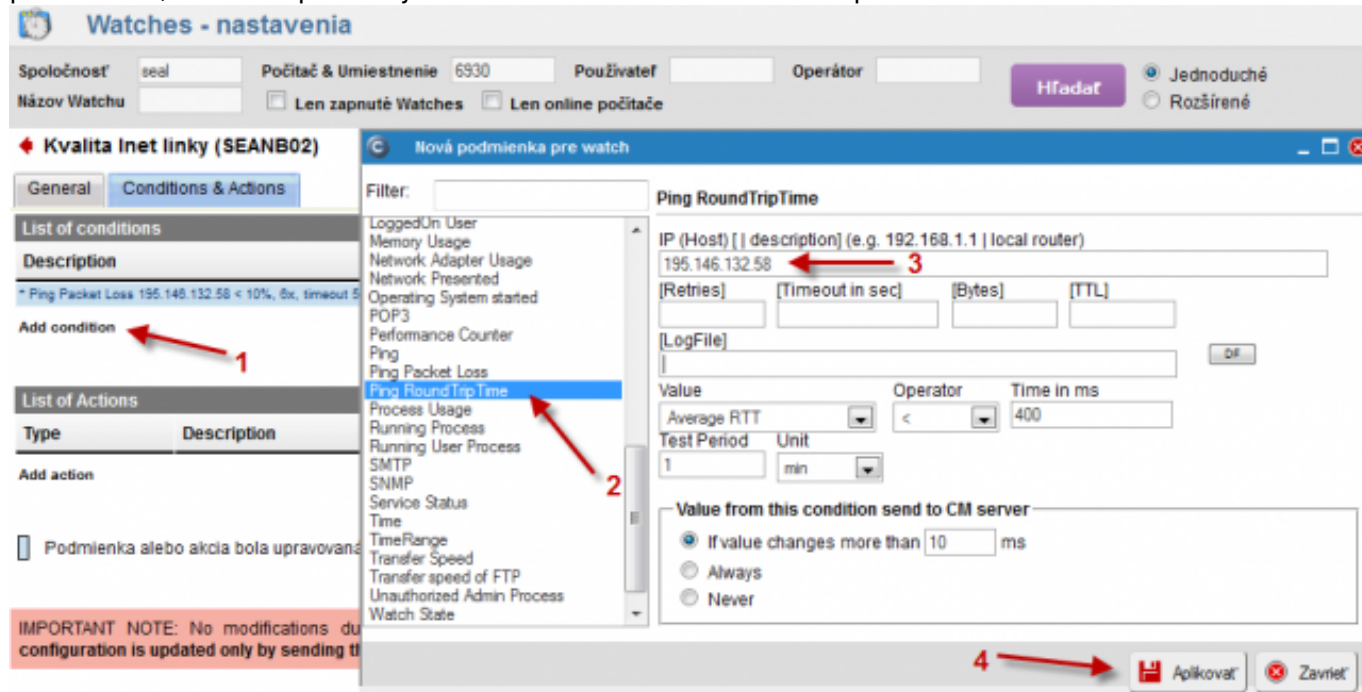 Watches - nastavenia
Spoločnosť seal Počítač & Umiestnenie 6930 Používateľ Operátor Hľadať Jednoduché
Názov Watchu Len zapnuté Watches Len online počítače Rozšírené
Kvalita Inet linky (SEANB02)
General Conditions & Actions
List of conditions
Description
* Ping Packet Loss 195.146.132.58 < 10%, 6x, timeout 5
Add condition
1
List of Actions
Type Description
Add action
Podmienka alebo akcia bola upravovaná
IMPORTANT NOTE: No modifications du
configuration is updated only by sending t
Nová podmienka pre watch
Filter:
LoggedOn User
Memory Usage
Network Adapter Usage
Network Presented
Operating System started
POP3
Performance Counter
Ping
Ping Packet Loss
Ping RoundTripTime
Process Usage
Running Process
Running User Process
SMTP
SNMP
Service Status
Time
TimeRange
Transfer Speed
Transfer speed of FTP
Unauthorized Admin Process
Watch State
2
Ping RoundTripTime
IP (Host) [ | description] (e.g. 192.168.1.1 | local router)
195.146.132.58 3
[Retries] [Timeout in sec] [Bytes] [TTL]
[LogFile]
DF
Value Operator Time in ms
Average RTT < 400
Test Period Unit
1 min
Value from this condition send to CM server
If value changes more than 10 ms
Always
Never
4 Aplikovať Zavrieť